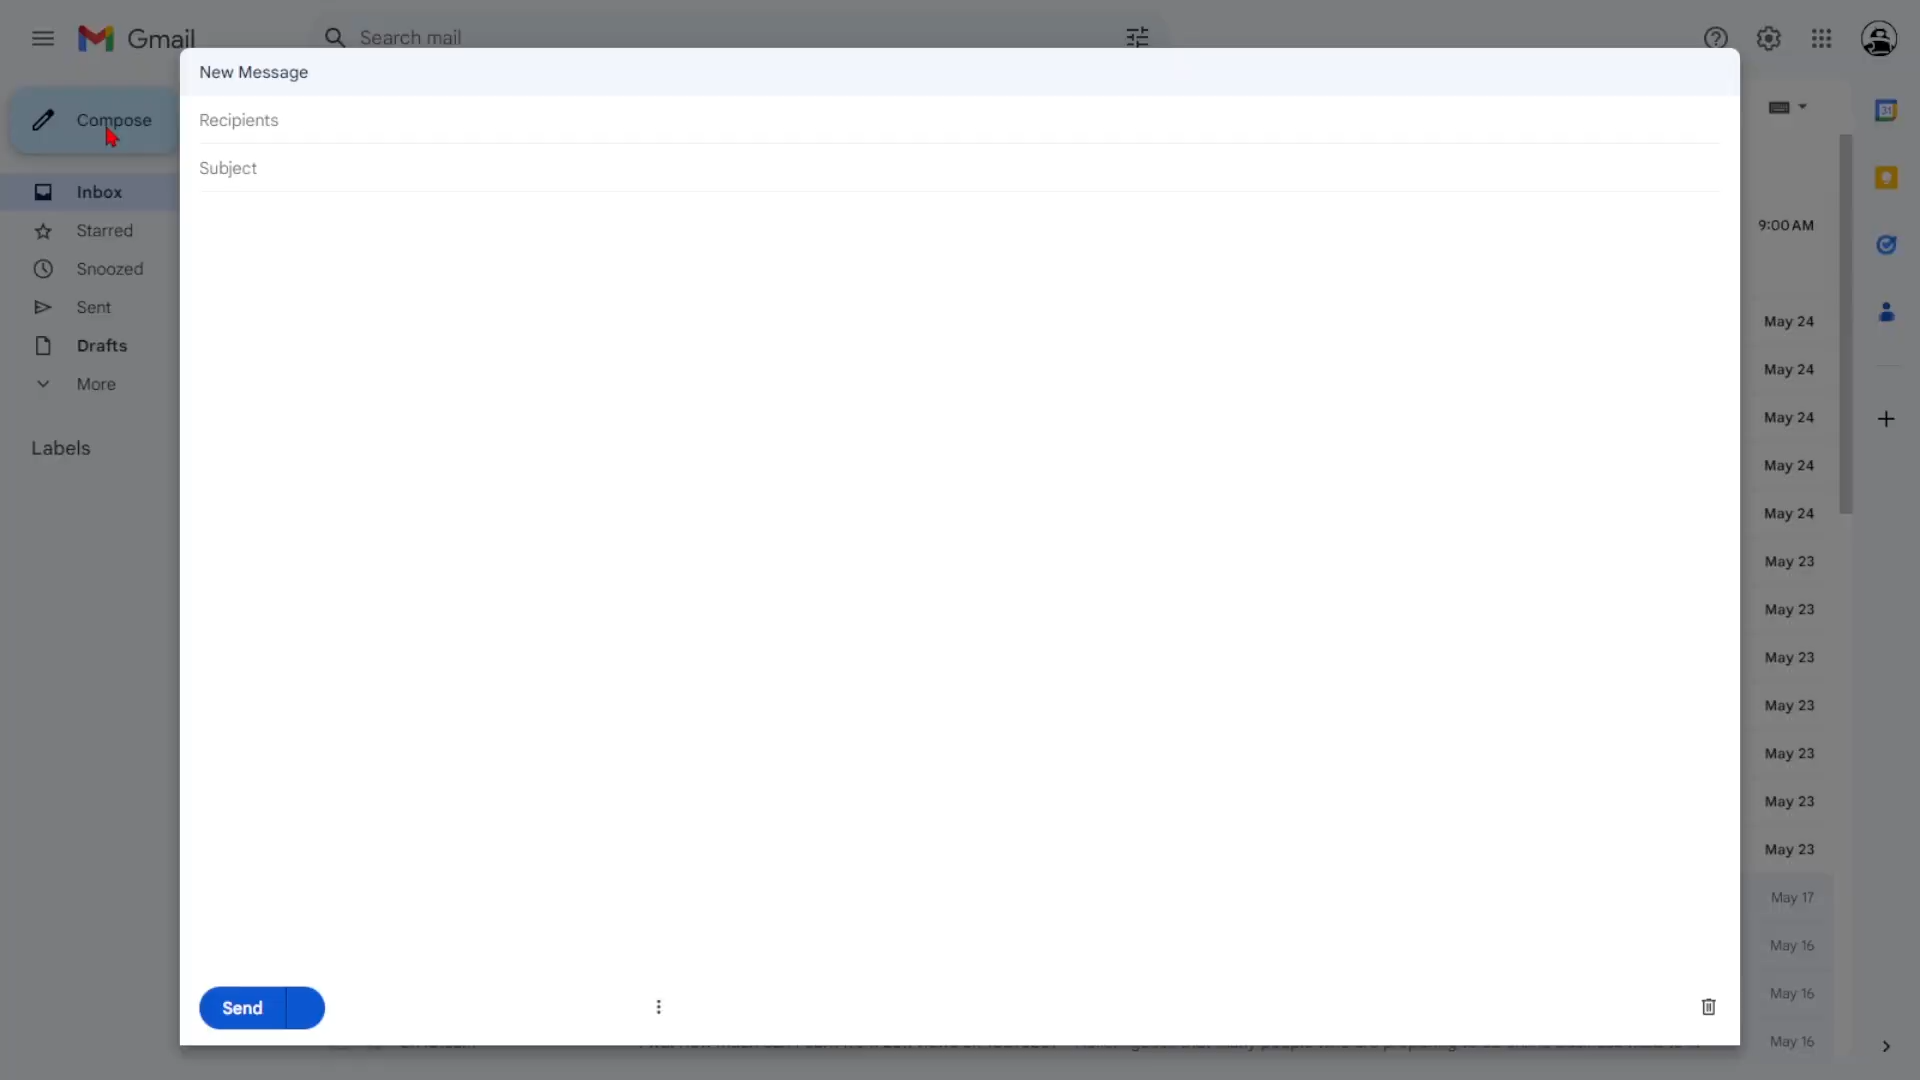 Gmail
Search mail
New Message
Compose
Recipients
Subject
Inbox
Starred
Snoozed
Sent
Drafts
More
Labels
31
9:00 AM
May 24
May 24
May 24
May 24
May 24
May 23
May 23
May 23
May 23
May 23
May 23
May 23
May 17
May 16
May 16
May 16
Send